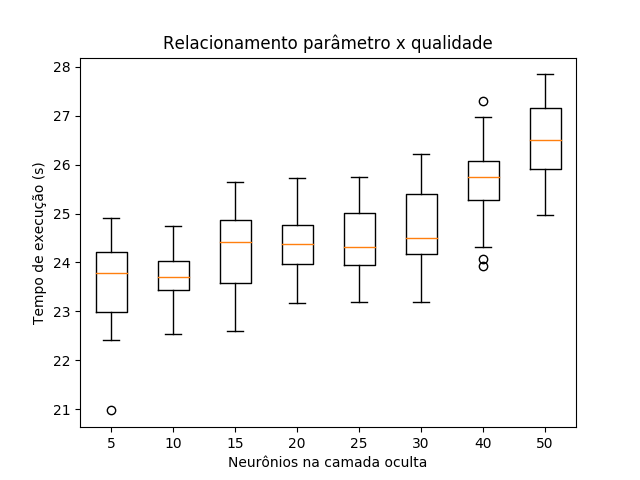 Relacionamento parâmetro x qualidade
Tempo de execução (s)
28
27
26
25
24
23
22
21
5 10 15 20 25 30 40 50
Neurônios na camada oculta